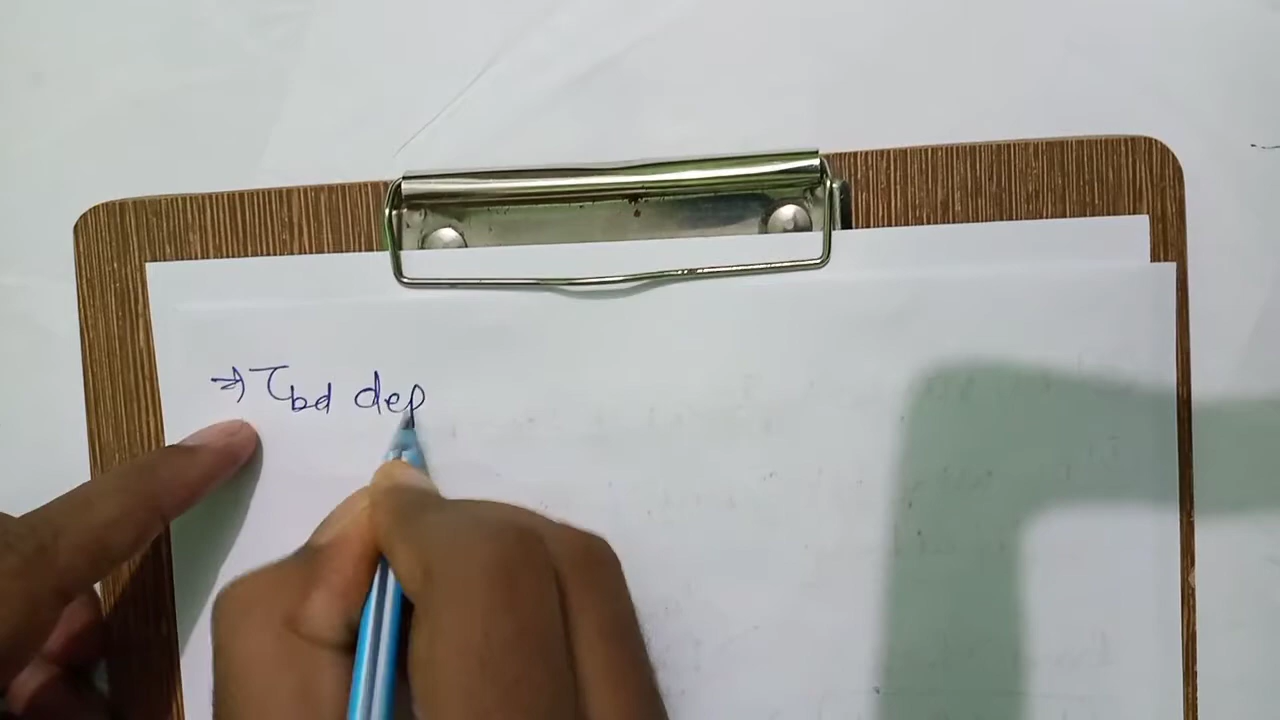 ⇒ τbd dep